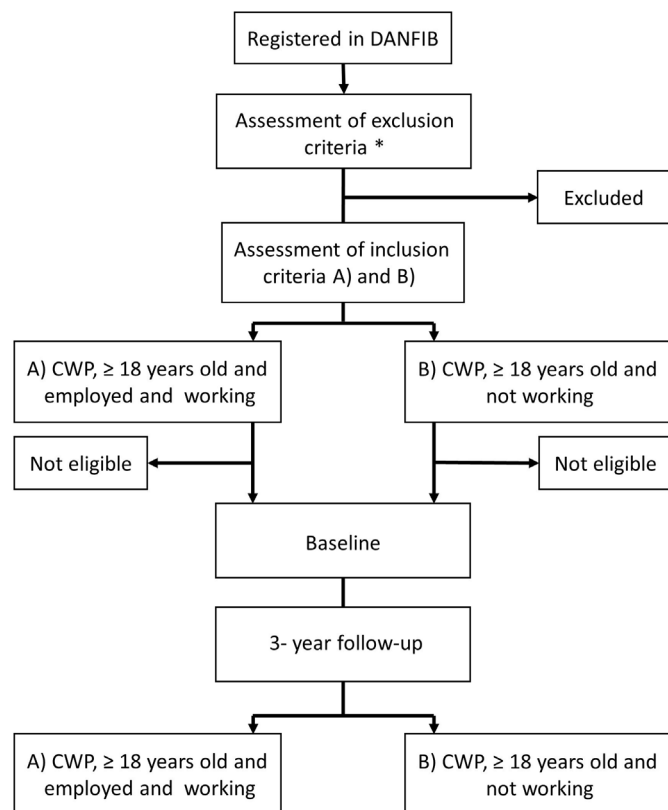 Registered in DANFIB
Assessment of exclusion
criteria *
Excluded
Assessment of inclusion
criteria A) and B)
A) CWP, ≥ 18 years old and
employed and working
B) CWP, ≥ 18 years old and
not working
Not eligible
Not eligible
Baseline
3- year follow-up
A) CWP, ≥ 18 years old and
employed and working
B) CWP, ≥ 18 years old and
not working